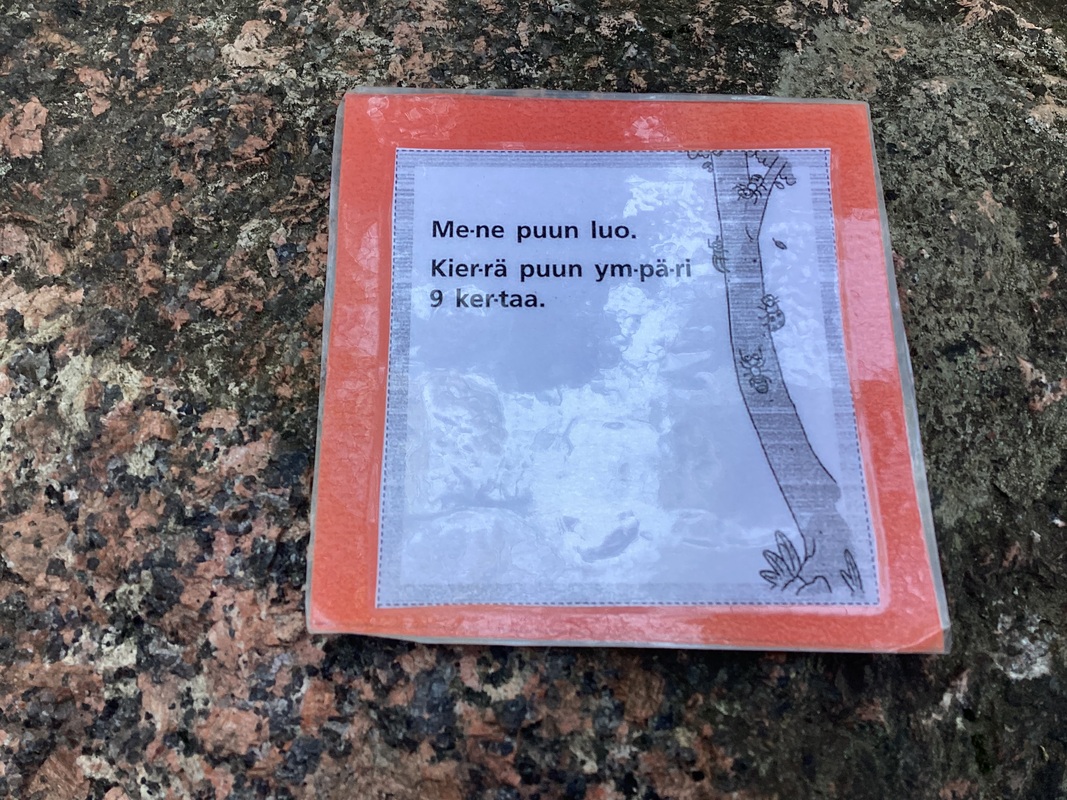 Me-ne puun luo.
Kier-rä puun ym-pä-ri
9 ker-taa.